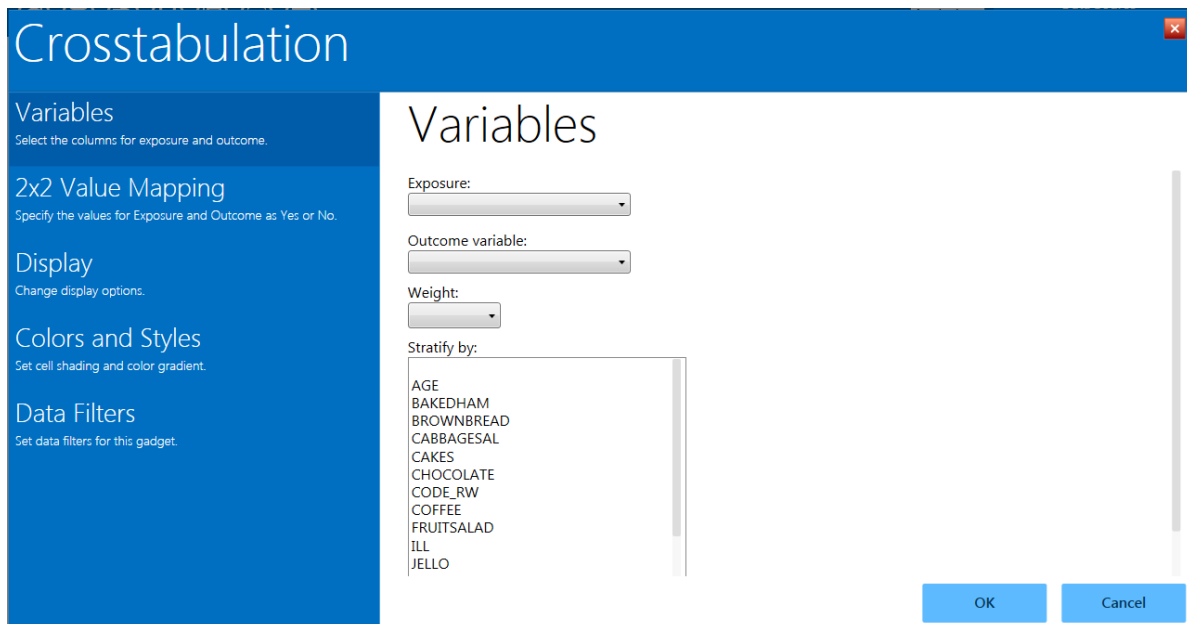 Crosstabulation
Variables
Select the columns for exposure and outcome.
2x2 Value Mapping
Specify the values for Exposure and Outcome as Yes or No.
Display
Change display options.
Colors and Styles
Set cell shading and color gradient.
Data Filters
Set data filters for this gadget.
Variables
Exposure:
Outcome variable:
Weight:
Stratify by:
AGE
BAKEDHAM
BROWNBREAD
CABBAGESAL
CAKES
CHOCOLATE
CODE_RW
COFFEE
FRUITSALAD
ILL
JELLO
OK
Cancel